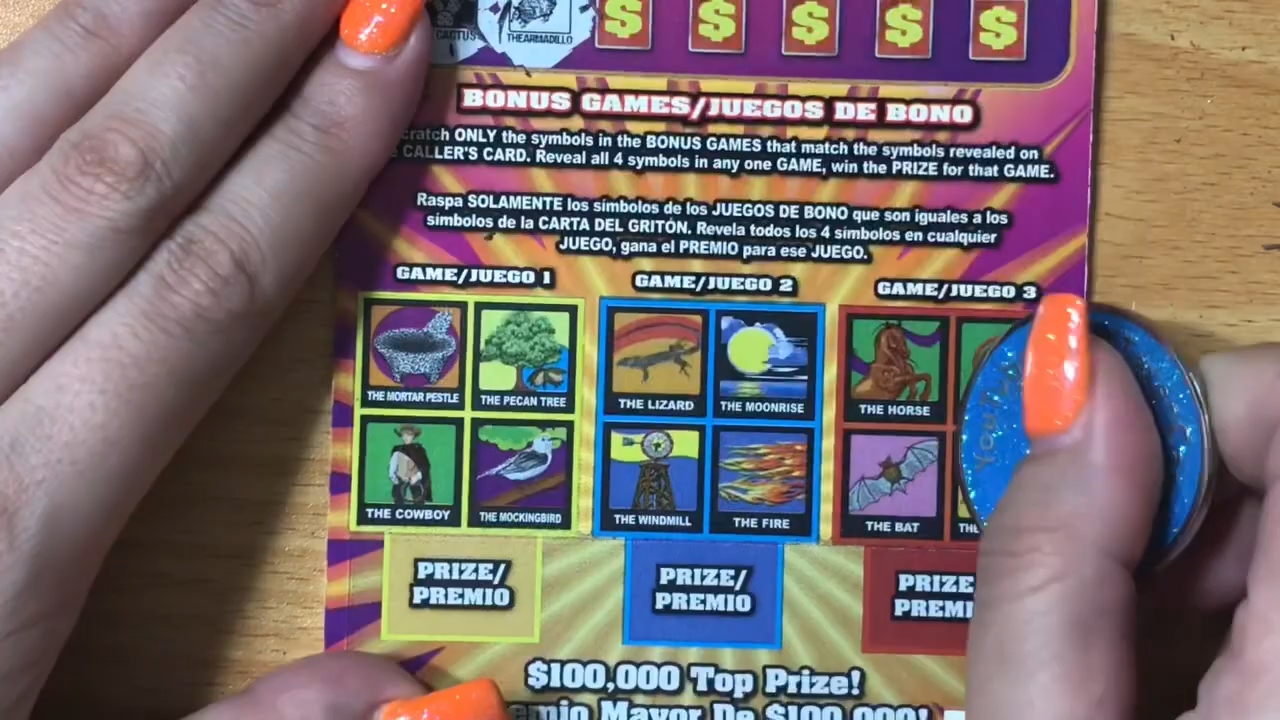 CACTUS
THE ARMADILLO
$ $ $ $ $
BONUS GAMES/JUEGOS DE BONO
ONLY the symbols in the BONUS GAMES that match the symbols revealed on
CALLER'S CARD. Reveal all 4 symbols in any one GAME, win the PRIZE for that GAME.
Raspa SOLAMENTE los símbolos de los JUEGOS DE BONO que son iguales a los
símbolos de la CARTA DEL GRITÓN. Revela todos los 4 símbolos en cualquier
JUEGO, gana el PREMIO para ese JUEGO.
GAME/JUEGO 1
GAME/JUEGO 2
GAME/JUEGO 3
THE MORTAR PESTLE
THE PECAN TREE
THE LIZARD
THE MOONRISE
THE HORSE
THE COWBOY
THE MOCKINGBIRD
THE WINDMILL
THE FIRE
THE BAT
PRIZE/
PREMIO
PRIZE/
PREMIO
PRIZE
$100,000 Top Prize!
Mayor De $100,000!